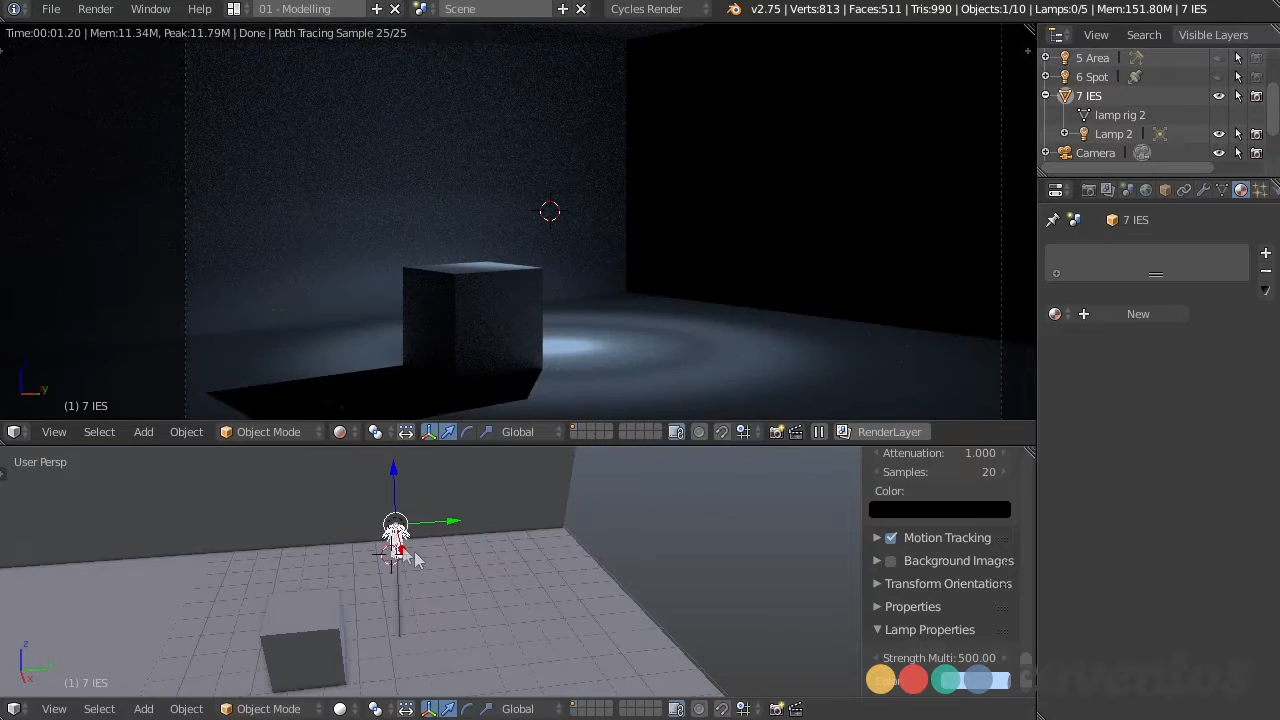 File Render Window Help 01 - Modelling Scene Cycles Render v2.75 | Verts:813 | Faces:511 | Tris:990 | Objects:1/10 | Lamps:0/5 | Mem:151.80M | 7 IES
Time:00:01.20 | Mem:11.34M, Peak:11.79M | Done | Path Tracing Sample 25/25
View Search Visible Layers
5 Area
6 Spot
7 IES
lamp rig 2
Lamp 2
Camera
7 IES
New
y
(1) 7 IES
View Select Add Object Object Mode Global RenderLayer
User Persp
Attenuation: 1.000
Samples: 20
Color:
Motion Tracking
Background Images
Transform Orientations
Properties
Lamp Properties
Strength Multi: 500.00
z
x
(1) 7 IES
View Select Add Object Object Mode Global